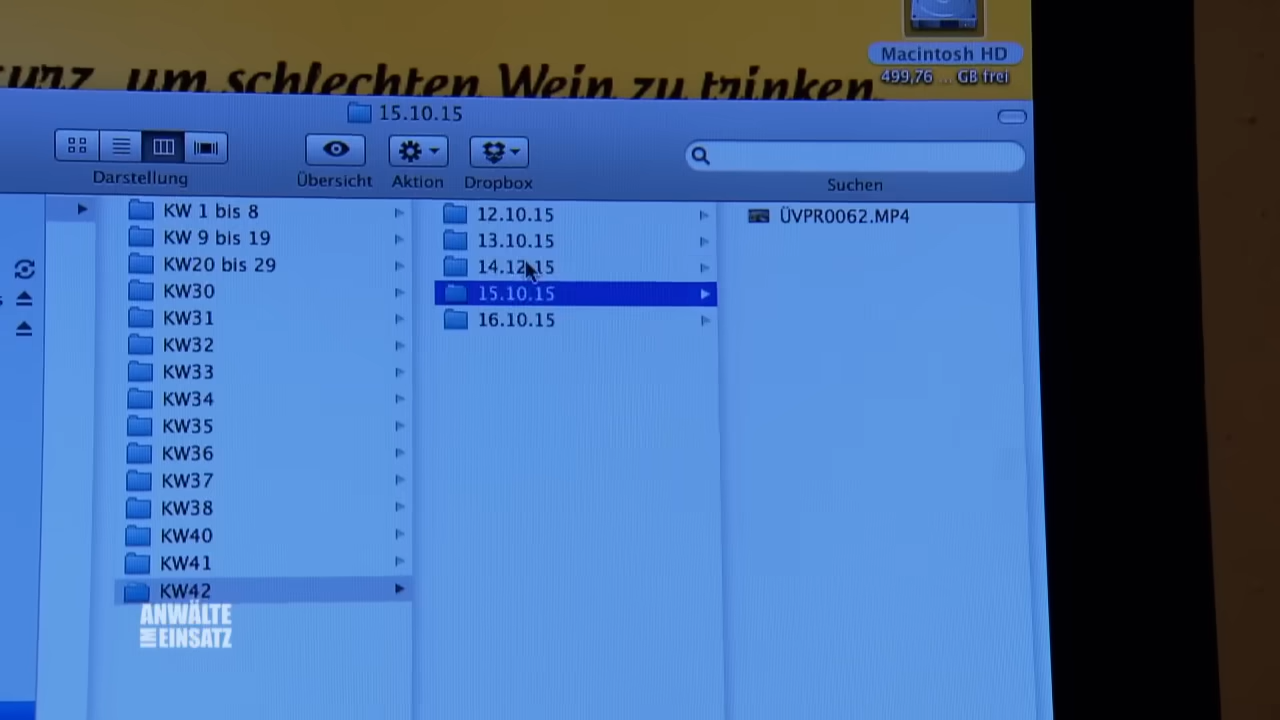 um schlechten Wein zu trinken
Macintosh HD
499,76 ... GB frei
15.10.15
Darstellung
Übersicht
Aktion
Dropbox
Suchen
KW 1 bis 8
KW 9 bis 19
KW20 bis 29
KW30
KW31
KW32
KW33
KW34
KW35
KW36
KW37
KW38
KW40
KW41
KW42
12.10.15
13.10.15
14.12.15
15.10.15
16.10.15
ÜVPR0062.MP4
ANWÄLTE
IM EINSATZ